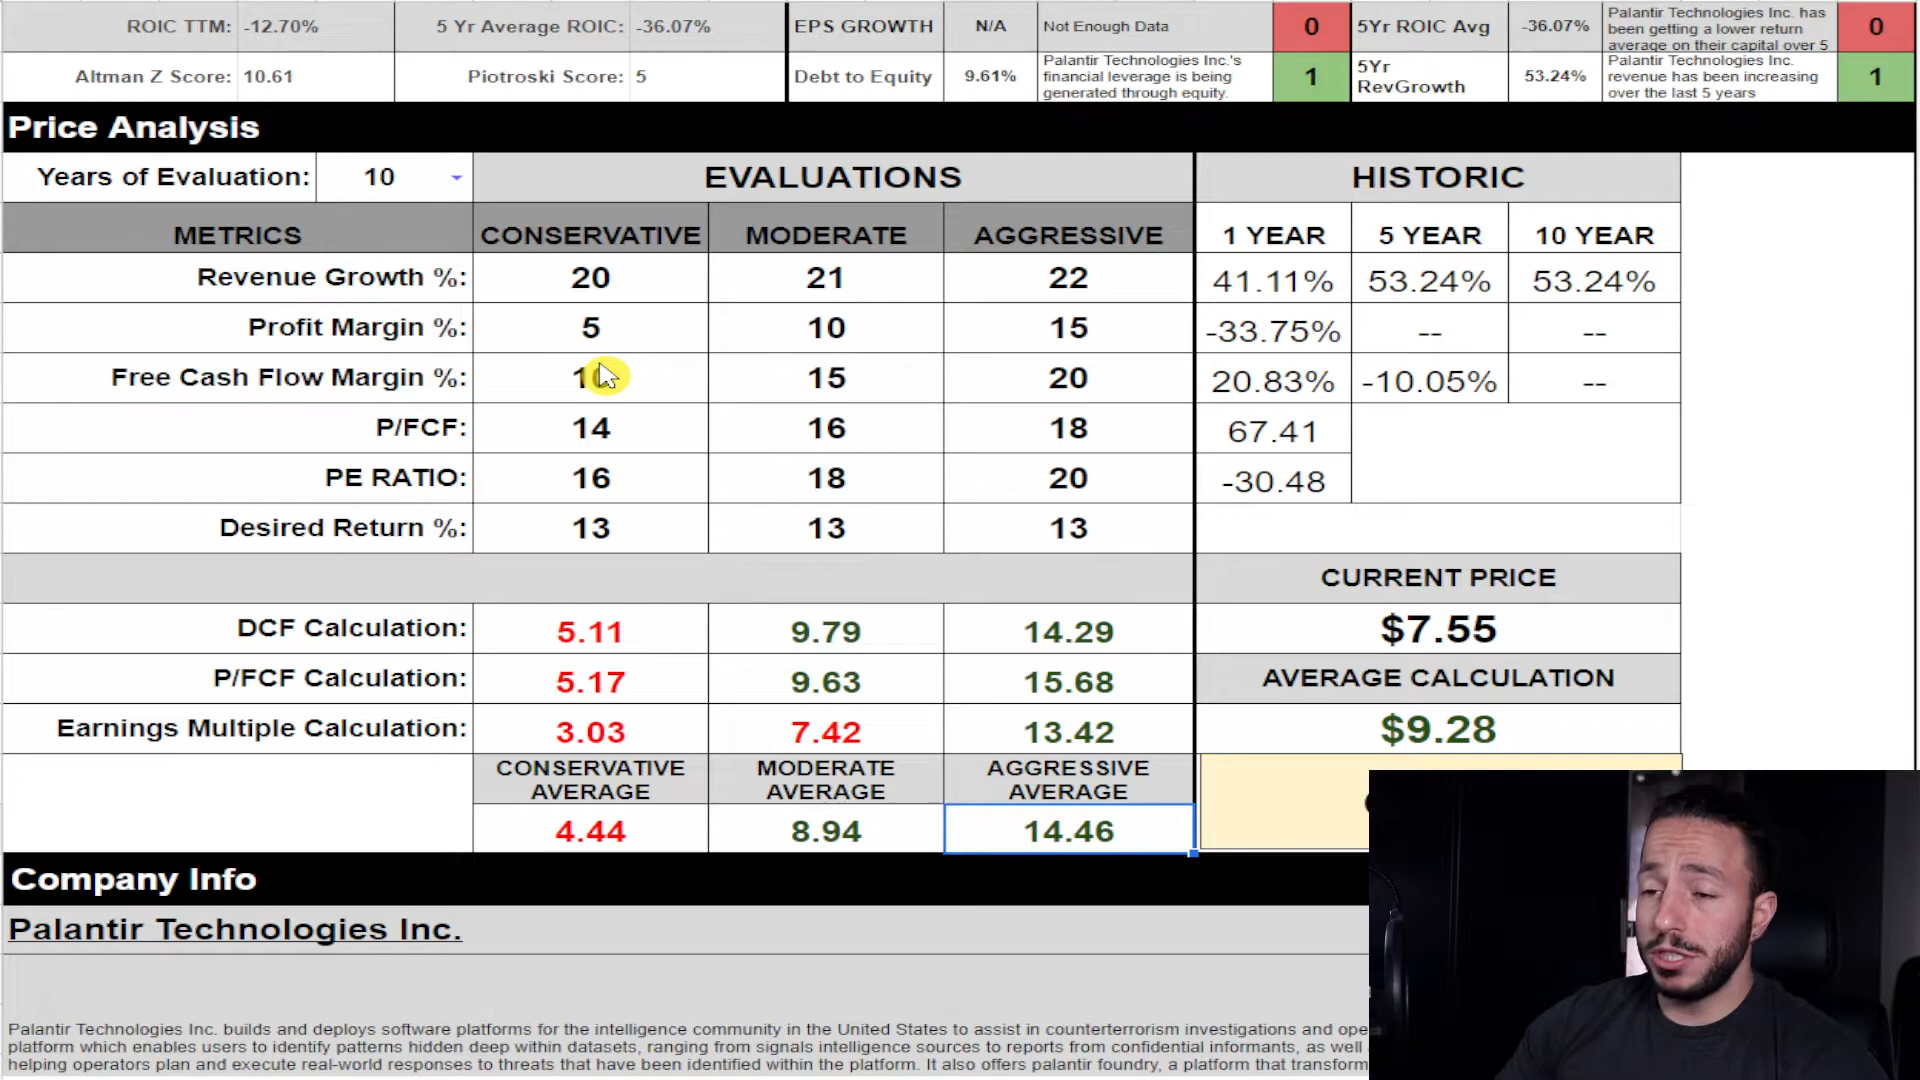 ROIC TTM: -12.70% 5 Yr Average ROIC: -36.07% EPS GROWTH N/A Not Enough Data 0 5Yr ROIC Avg -36.07% Palantir Technologies Inc. has
been getting a lower return
average on their capital over 5
Altman Z Score: 10.61 Piotroski Score: 5 Debt to Equity 9.61% Palantir Technologies Inc.'s
financial leverage is being
generated through equity.
1 5Yr
RevGrowth 53.24% Palantir Technologies Inc.
revenue has been increasing
over the last 5 years
1
Price Analysis
Years of Evaluation: 10 EVALUATIONS HISTORIC
METRICS CONSERVATIVE MODERATE AGGRESSIVE 1 YEAR 5 YEAR 10 YEAR
Revenue Growth %: 20 21 22 41.11% 53.24% 53.24%
Profit Margin %: 5 10 15 -33.75% -- --
Free Cash Flow Margin %: 10 15 20 20.83% -10.05% --
P/FCF: 14 16 18 67.41
PE RATIO: 16 18 20 -30.48
Desired Return %: 13 13 13
CURRENT PRICE
DCF Calculation: 5.11 9.79 14.29 $7.55
P/FCF Calculation: 5.17 9.63 15.68 AVERAGE CALCULATION
Earnings Multiple Calculation: 3.03 7.42 13.42 $9.28
CONSERVATIVE
AVERAGE
MODERATE
AVERAGE
AGGRESSIVE
AVERAGE
4.44 8.94 14.46
Company Info
Palantir Technologies Inc.
Palantir Technologies Inc. builds and deploys software platforms for the intelligence community in the United States to assist in counterterrorism investigations and
platform which enables users to identify patterns hidden deep within datasets, ranging from signals intelligence sources to reports from confidential informants, as well
helping operators plan and execute real-world responses to threats that have been identified within the platform. It also offers palantir foundry, a platform that transform